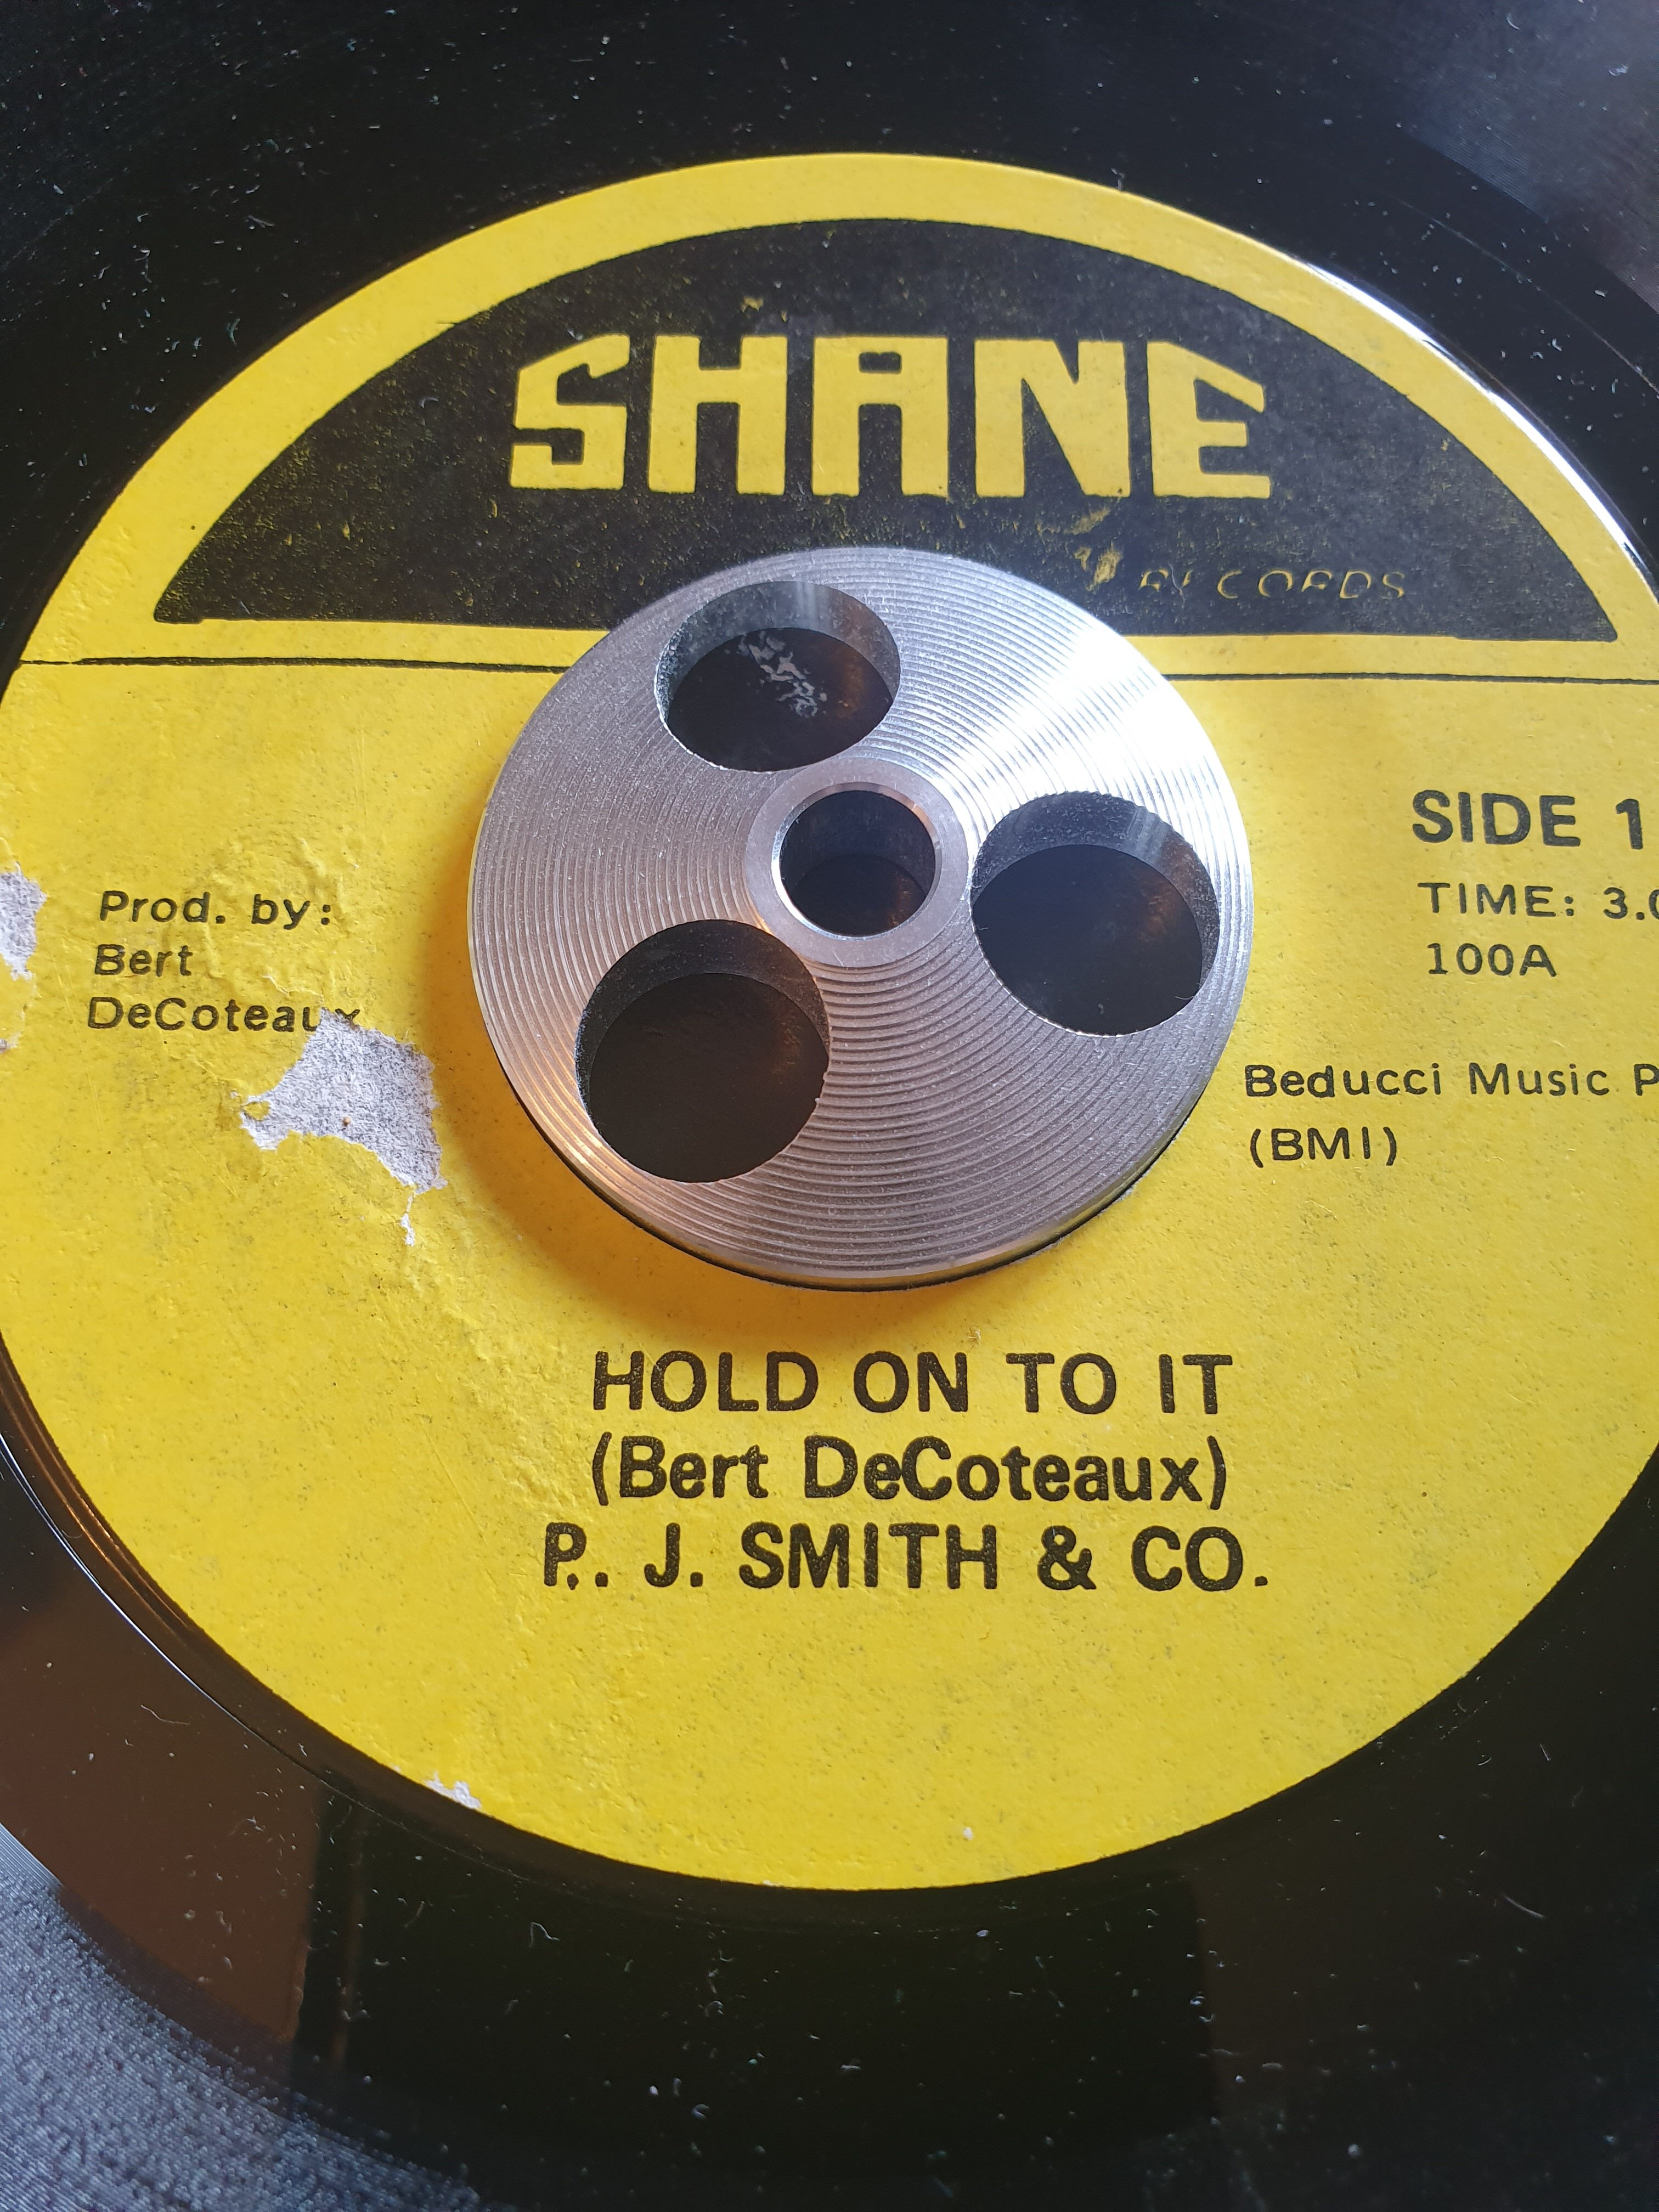 SHANE
RECORDS
SIDE 1
TIME: 3.0
100A
Prod. by:
Bert
DeCoteaux
Beducci Music P
(BMI)
HOLD ON TO IT
(Bert DeCoteaux)
P.. J. SMITH & CO.